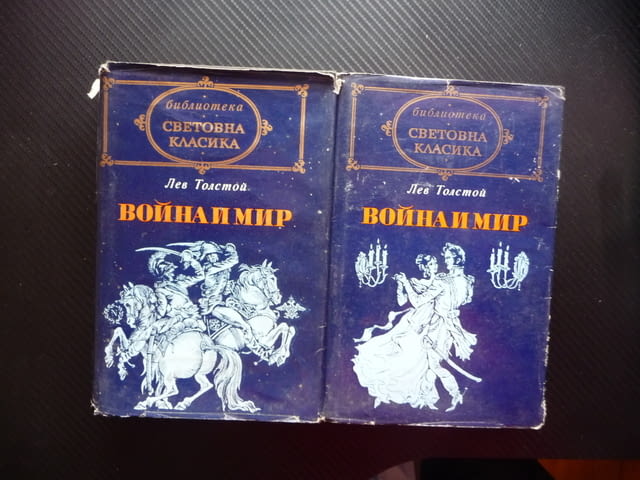 библиотека
СВЕТОВНА
КЛАСИКА
Лев Толстой
ВОЙНА И МИР
библиотека
СВЕТОВНА
КЛАСИКА
Лев Толстой
ВОЙНА И МИР